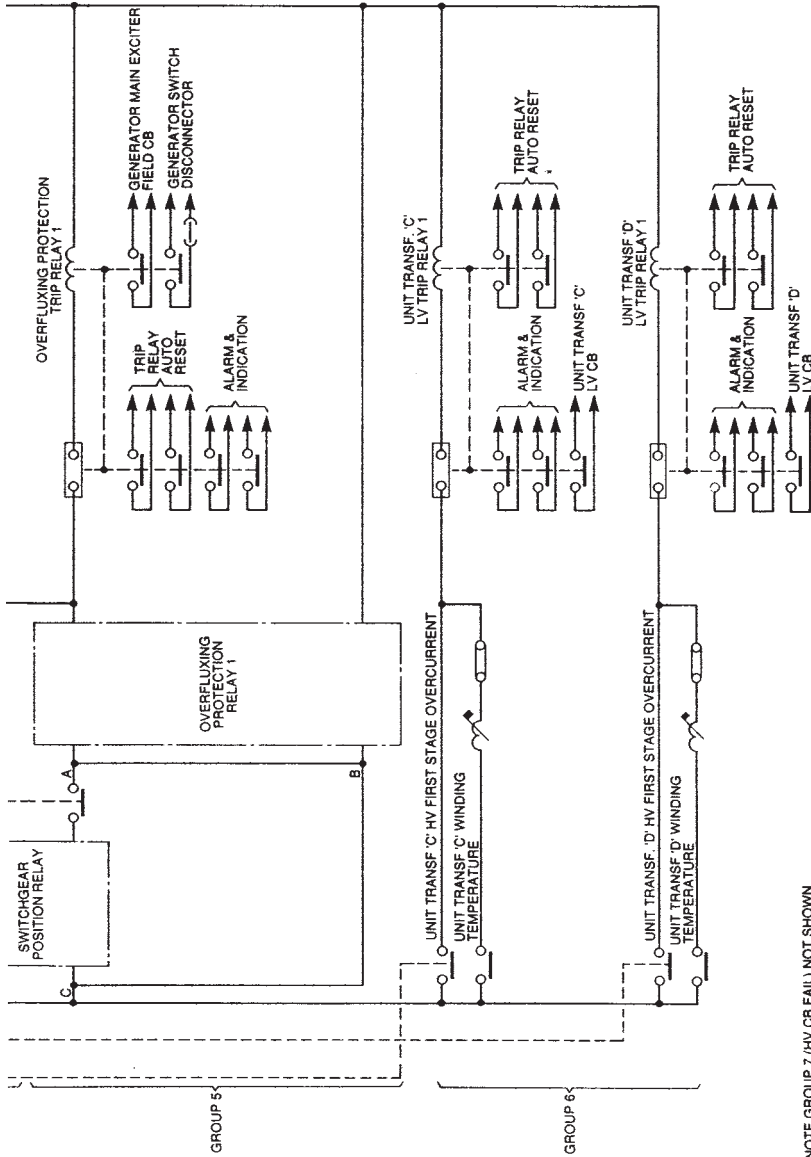 OVERFLUXING PROTECTION
TRIP RELAY 1
GENERATOR MAIN EXCITER
FIELD CB
GENERATOR SWITCH
DISCONNECTOR
TRIP
RELAY
AUTO
RESET
ALARM &
INDICATION
OVERFLUXING
PROTECTION
RELAY 1
A
B
SWITCHGEAR
POSITION RELAY
C
GROUP 5
UNIT TRANSF. 'C'
LV TRIP RELAY 1
TRIP RELAY
AUTO RESET
ALARM &
INDICATION
UNIT TRANSF 'C'
LV CB
UNIT TRANSF 'C' HV FIRST STAGE OVERCURRENT
UNIT TRANSF 'C' WINDING
TEMPERATURE
UNIT TRANSF. 'D'
LV TRIP RELAY 1
TRIP RELAY
AUTO RESET
ALARM &
INDICATION
UNIT TRANSF 'D'
LV CB
UNIT TRANSF. 'D' HV FIRST STAGE OVERCURRENT
UNIT TRANSF 'D' WINDING
TEMPERATURE
GROUP 6
NOTE GROUP 7 (HV CB FAIL) NOT SHOWN